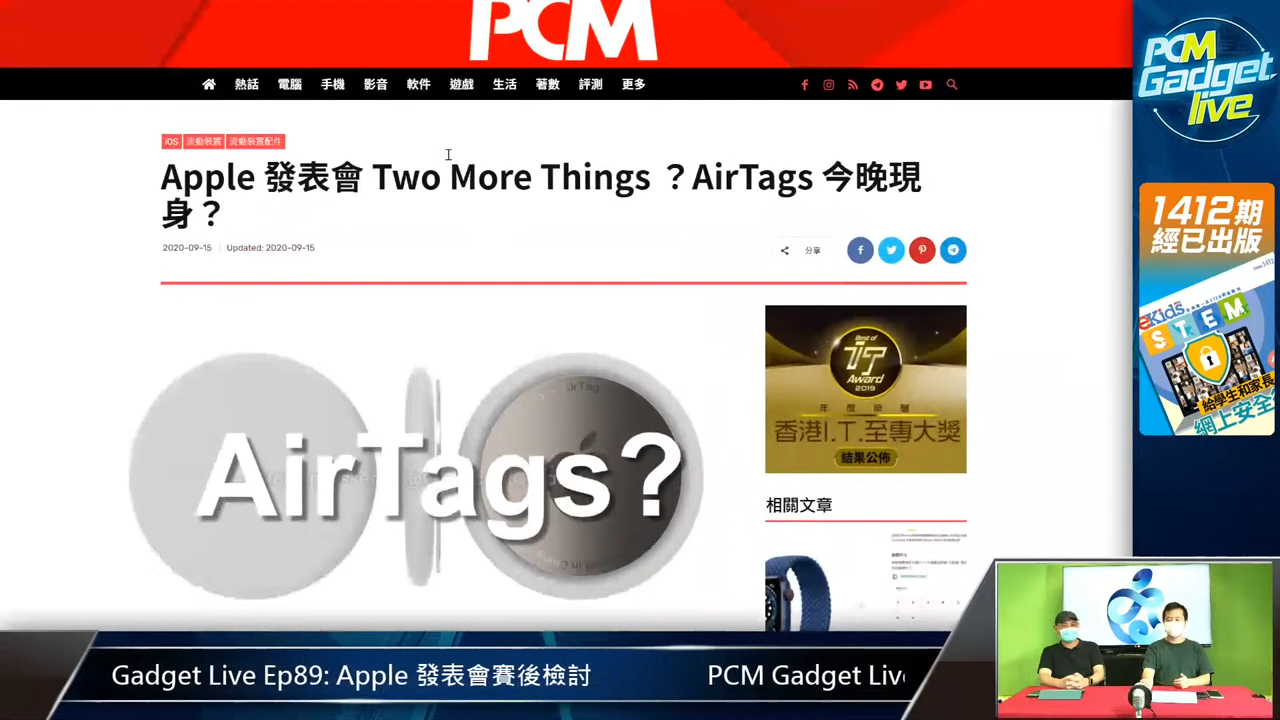 PCM
熱話 電腦 手機 影音 軟件 遊戲 生活 著數 評測 更多
iOS 流動裝置 流動裝置配件
Apple 發表會 Two More Things ？AirTags 今晚現
身？
2020-09-15 Updated: 2020-09-15
分享
AirTag
AirTags?
Best of
IT
Award
2019
年度榮譽
香港I.T.至專大獎
結果公佈
相關文章
PCM
Gadget
live
1412期
經已出版
eKids
STEM
給學生和家長
網上安全
Gadget Live Ep89: Apple 發表會賽後檢討
PCM Gadget Live